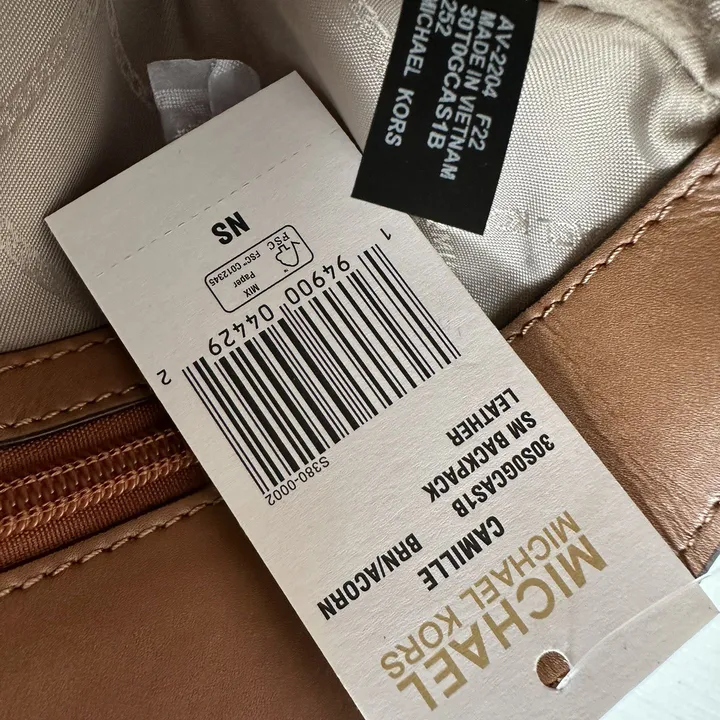 AV-2204 F22
MADE IN VIETNAM
30T0GCAS1B
252
MICHAEL KORS
MICHAEL
MICHAEL KORS
CAMILLE BRN/ACORN
30S0GCAS1B
SM BACKPACK
LEATHER
S380-0002
1 94900 04429 2
FSC
MIX
Paper
FSC™ C012345
NS